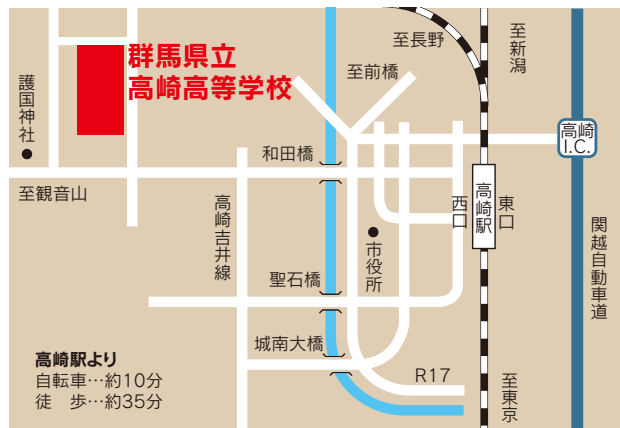 群馬県立
高崎高等学校
至長野
至新潟
至前橋
護国神社
高崎
I.C.
和田橋
至観音山
高崎吉井線
西口
高崎駅
東口
市役所
関越自動車道
聖石橋
城南大橋
高崎駅より
自転車…約10分
徒　歩…約35分
R17
至東京